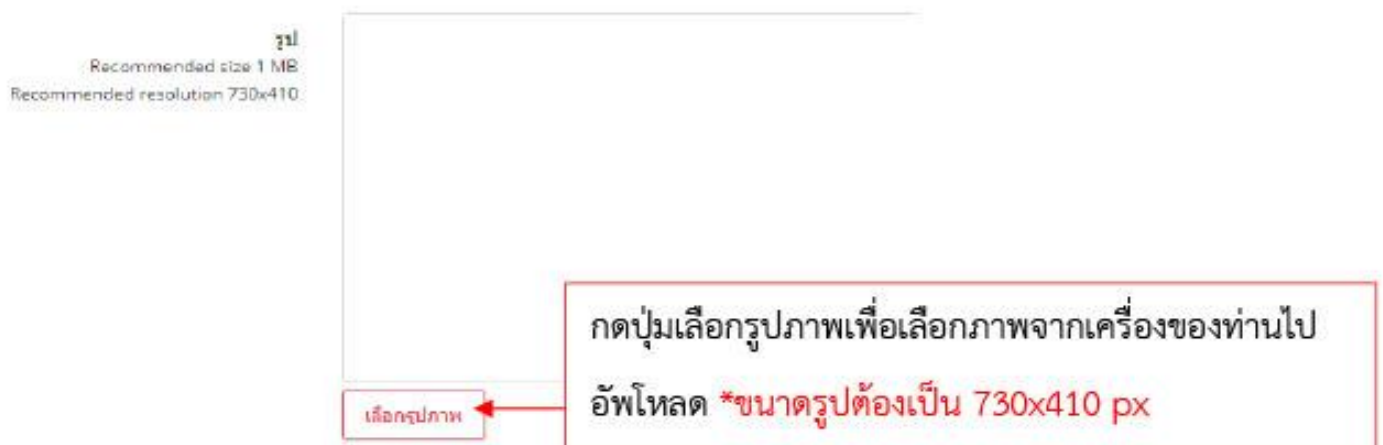 รูป
Recommended size 1 MB
Recommended resolution 730x410
กดปุ่มเลือกรูปภาพเพื่อเลือกภาพจากเครื่องของท่านไป
อัพโหลด *ขนาดรูปต้องเป็น 730x410 px
เลือกรูปภาพ